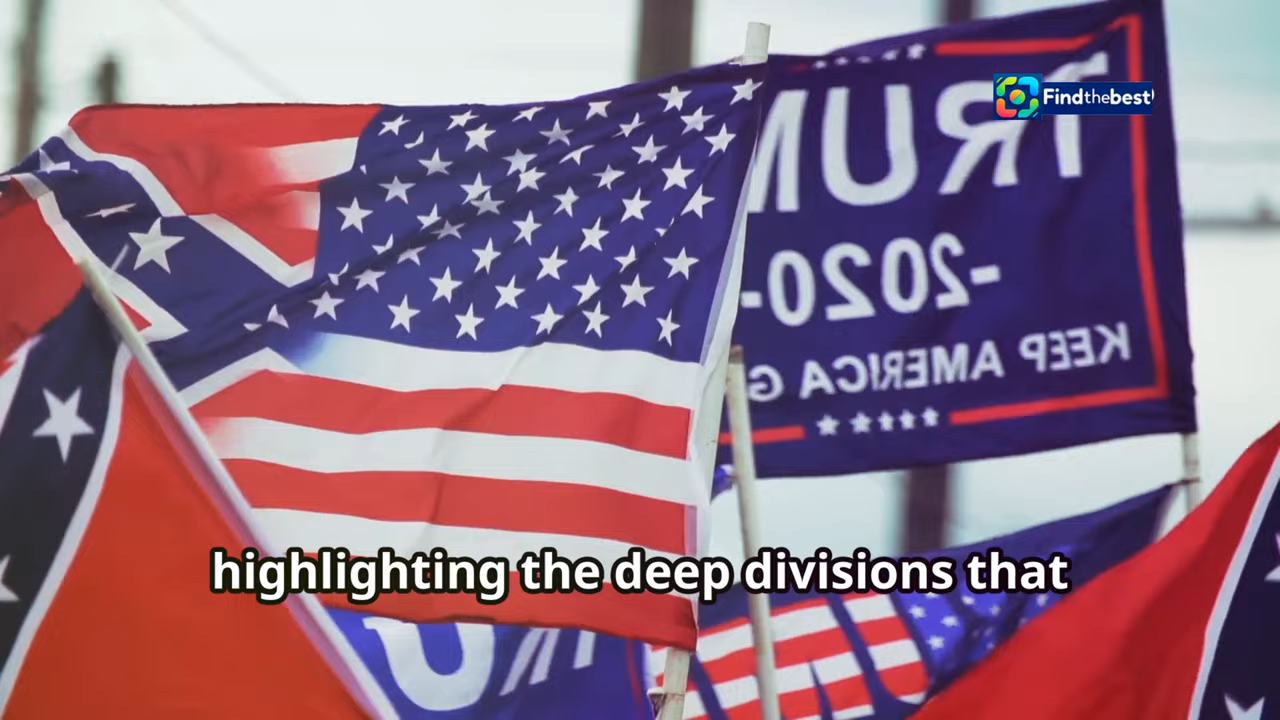 Findthebest
TRUM
-2020-
KEEP AMERICA G
highlighting the deep divisions that